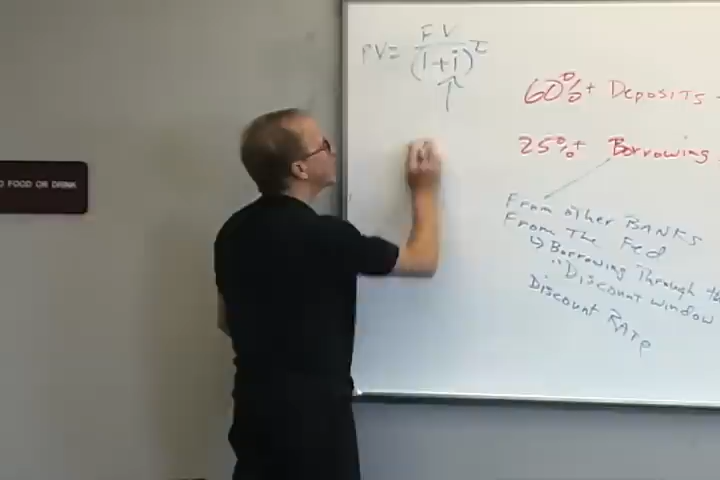 PV = FV
(1+i)^t
60%+ Deposits
25%+ Borrowing
From other BANKS
From The Fed
↳ Borrowing Through
"Discount window
Discount RATe
O FOOD OR DRINK